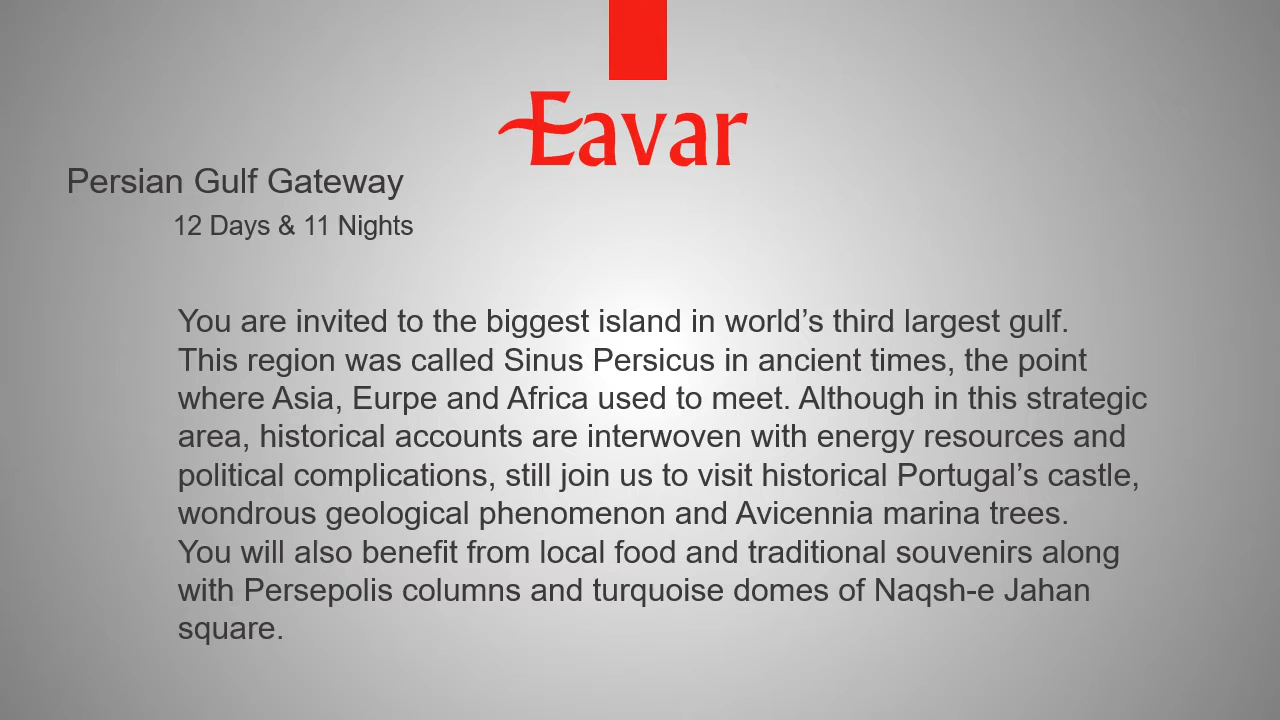 Eavar
Persian Gulf Gateway
12 Days & 11 Nights
You are invited to the biggest island in world’s third largest gulf.
This region was called Sinus Persicus in ancient times, the point
where Asia, Eurpe and Africa used to meet. Although in this strategic
area, historical accounts are interwoven with energy resources and
political complications, still join us to visit historical Portugal’s castle,
wondrous geological phenomenon and Avicennia marina trees.
You will also benefit from local food and traditional souvenirs along
with Persepolis columns and turquoise domes of Naqsh-e Jahan
square.